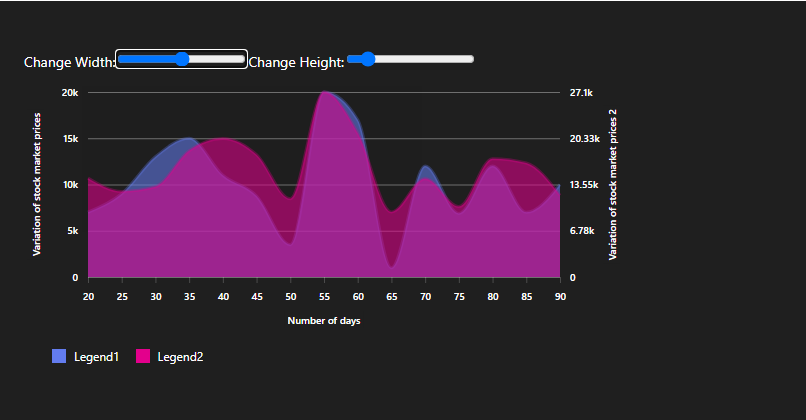 Change Width: Change Height:
20k 27.1k
15k 20.33k
10k 13.55k
5k 6.78k
0 0
Variation of stock market prices
Variation of stock market prices 2
20 25 30 35 40 45 50 55 60 65 70 75 80 85 90
Number of days
Legend1 Legend2